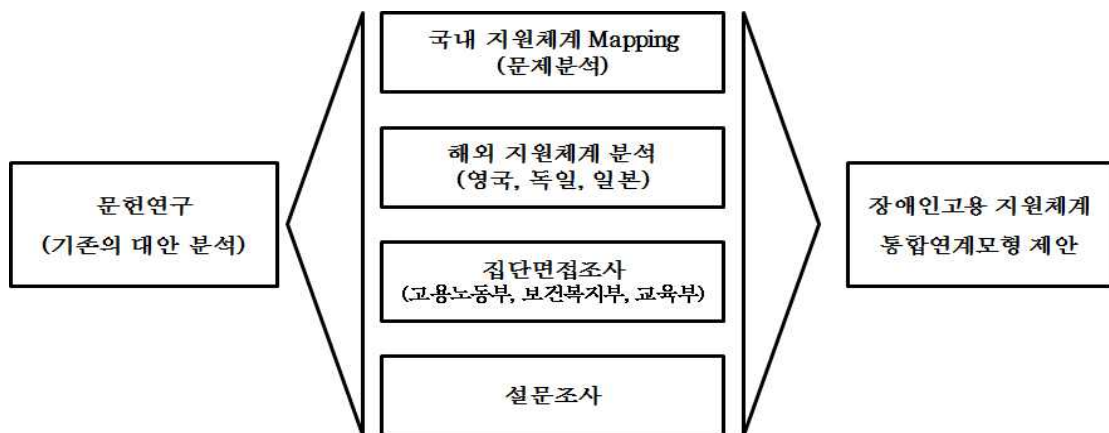 국내 지원체계 Mapping
(문제분석)
해외 지원체계 분석
(영국, 독일, 일본)
문헌연구
(기존의 대안 분석)
장애인고용 지원체계
통합연계모형 제안
집단면접조사
(고용노동부, 보건복지부, 교육부)
설문조사